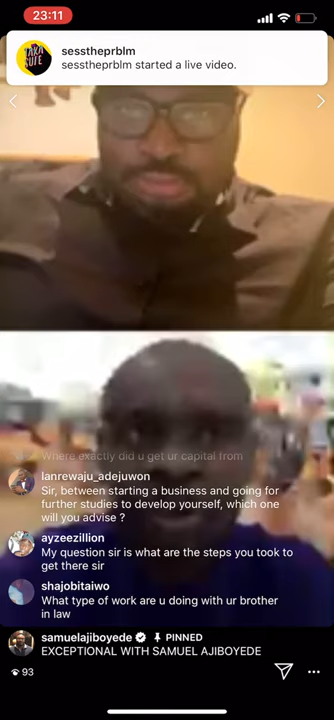 23:11
sesstheprblm
sesstheprblm started a live video.
Where exactly did u get ur capital from
lanrewaju_adejuwon
Sir, between starting a business and going for
further studies to develop yourself, which one
will you advise ?
ayzeezillion
My question sir is what are the steps you took to
get there sir
shajobitaiwo
What type of work are u doing with ur brother
in law
samuelajiboyede PINNED
EXCEPTIONAL WITH SAMUEL AJIBOYEDE
93